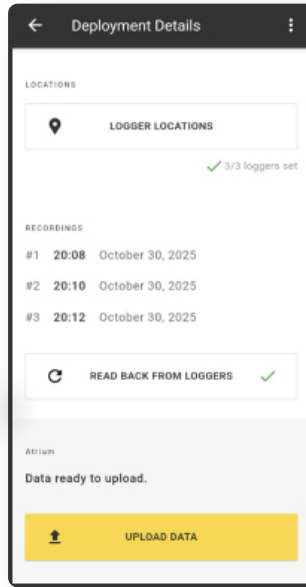 Deployment Details
LOCATIONS
LOGGER LOCATIONS
3/3 loggers set
RECORDINGS
#1 20:08 October 30, 2025
#2 20:10 October 30, 2025
#3 20:12 October 30, 2025
READ BACK FROM LOGGERS
Atrium
Data ready to upload.
UPLOAD DATA